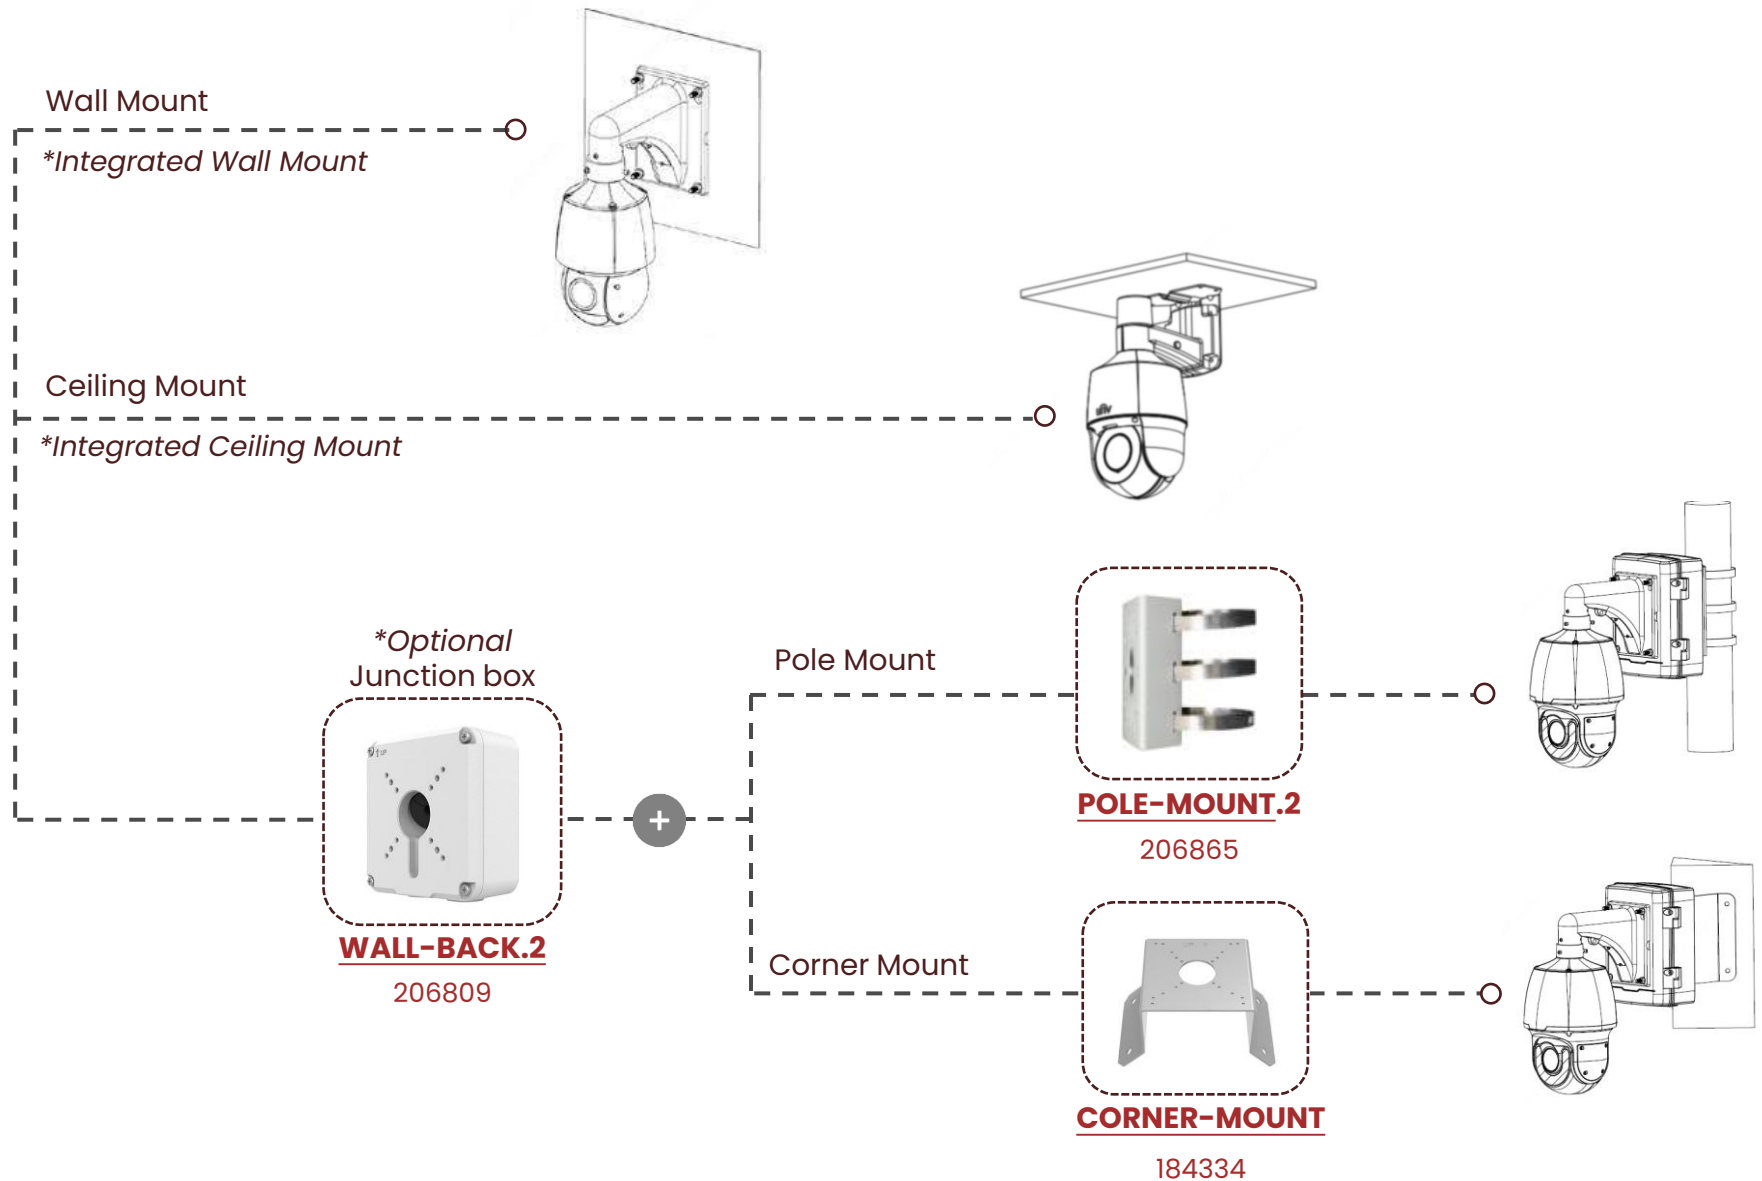 Wall Mount
*Integrated Wall Mount
Ceiling Mount
*Integrated Ceiling Mount
*Optional
Junction box
WALL-BACK.2
206809
Pole Mount
POLE-MOUNT.2
206865
Corner Mount
CORNER-MOUNT
184334